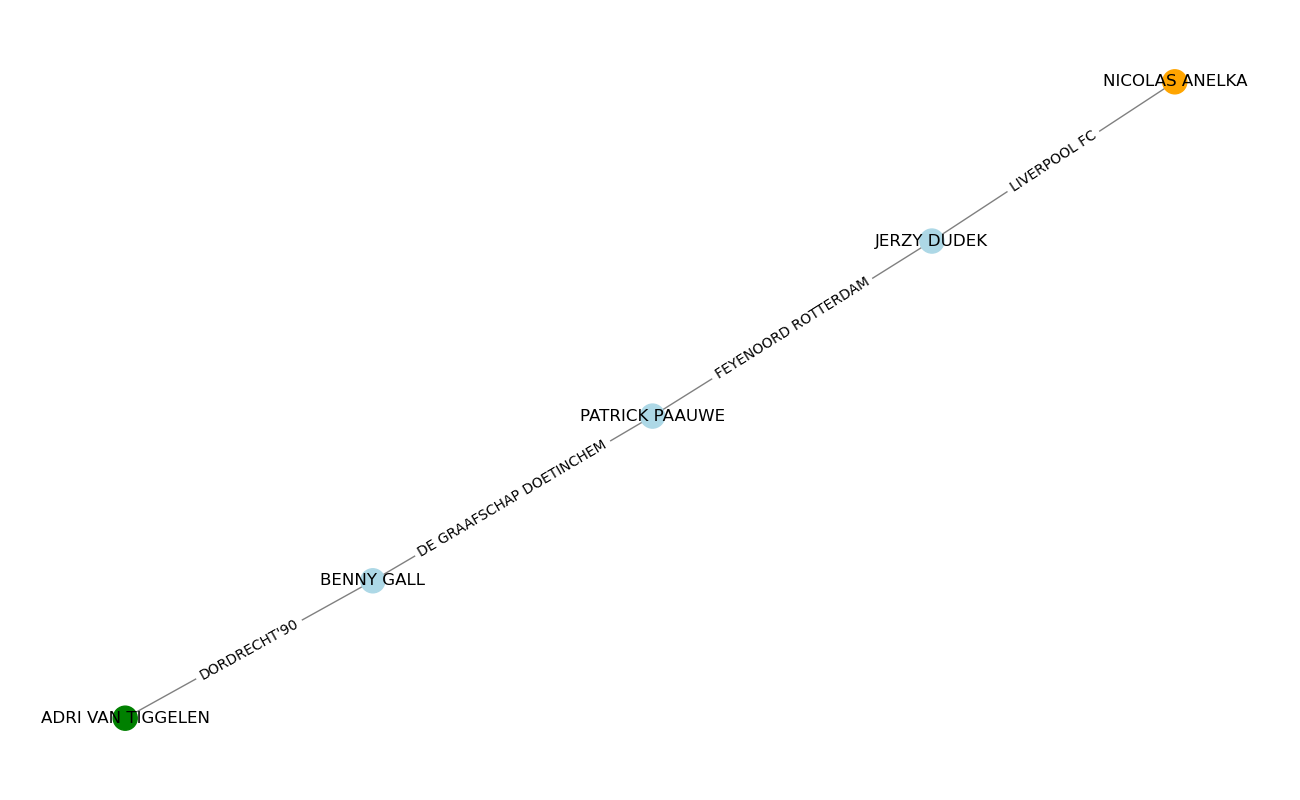 NICOLAS ANELKA
LIVERPOOL FC
JERZY DUDEK
FEYENOORD ROTTERDAM
PATRICK PAAUWE
DE GRAAFSCHAP DOETINCHEM
BENNY GALL
DORDRECHT'90
ADRI VAN TIGGELEN